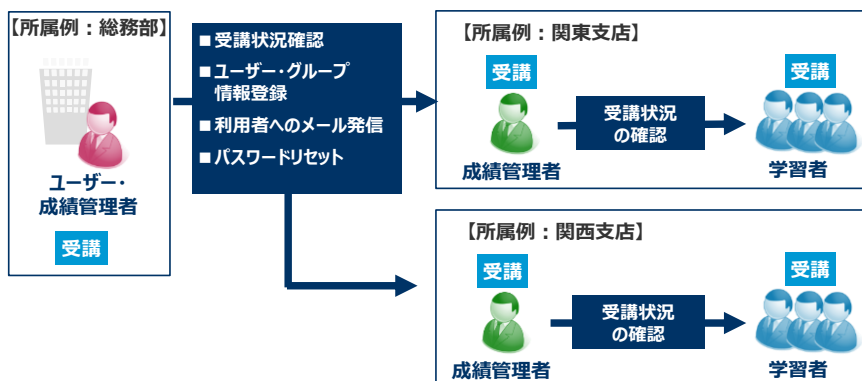 【所属例：総務部】
ユーザー・
成績管理者
受講
■受講状況確認
■ユーザー・グループ
情報登録
■利用者へのメール発信
■パスワードリセット
【所属例：関東支店】
受講
成績管理者
受講状況
の確認
受講
学習者
【所属例：関西支店】
受講
成績管理者
受講状況
の確認
受講
学習者